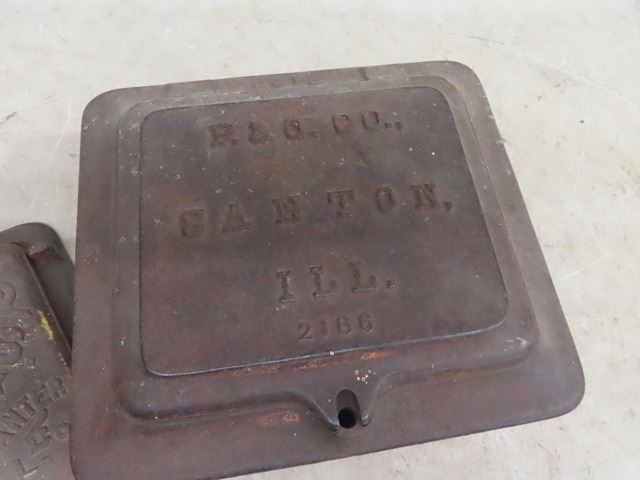 P. & O. CO.,
CANTON,
ILL.
2186